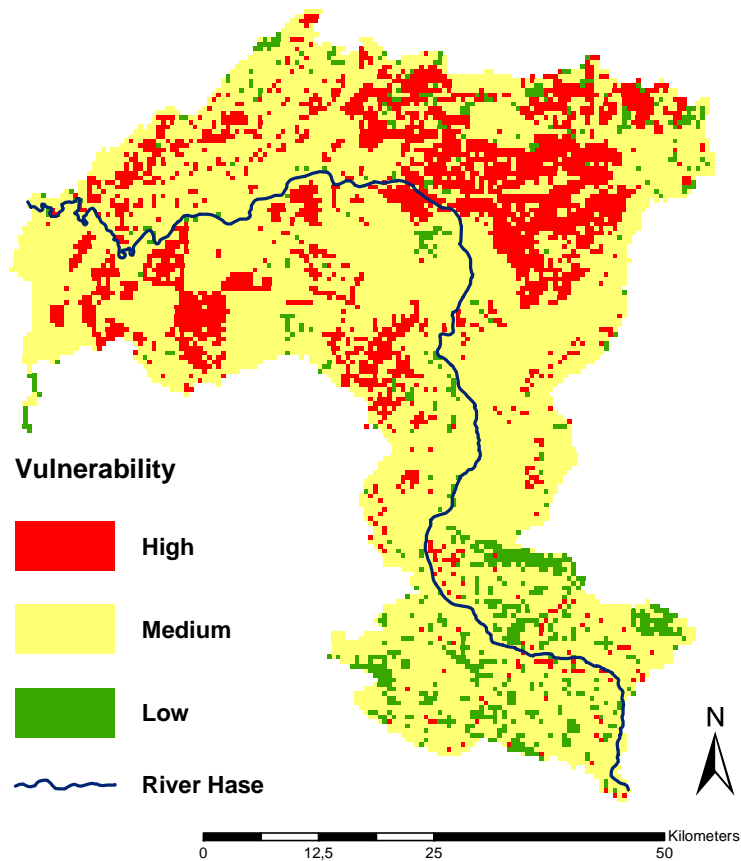 Vulnerability
High
Medium
Low
River Hase
N
Kilometers
0 12,5 25 50